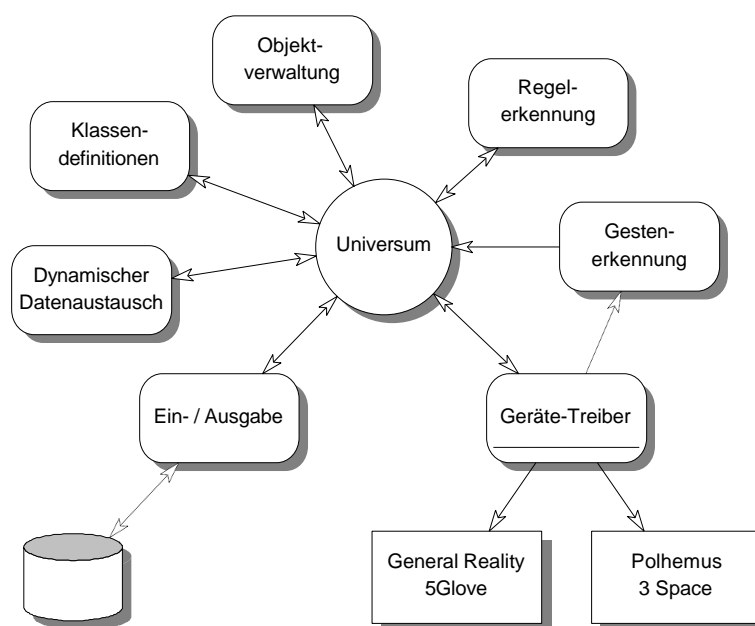 Objekt-
verwaltung
Regel-
erkennung
Klassen-
definitionen
Universum
Gesten-
erkennung
Dynamischer
Datenaustausch
Ein- / Ausgabe
Geräte-Treiber
General Reality
5Glove
Polhemus
3 Space